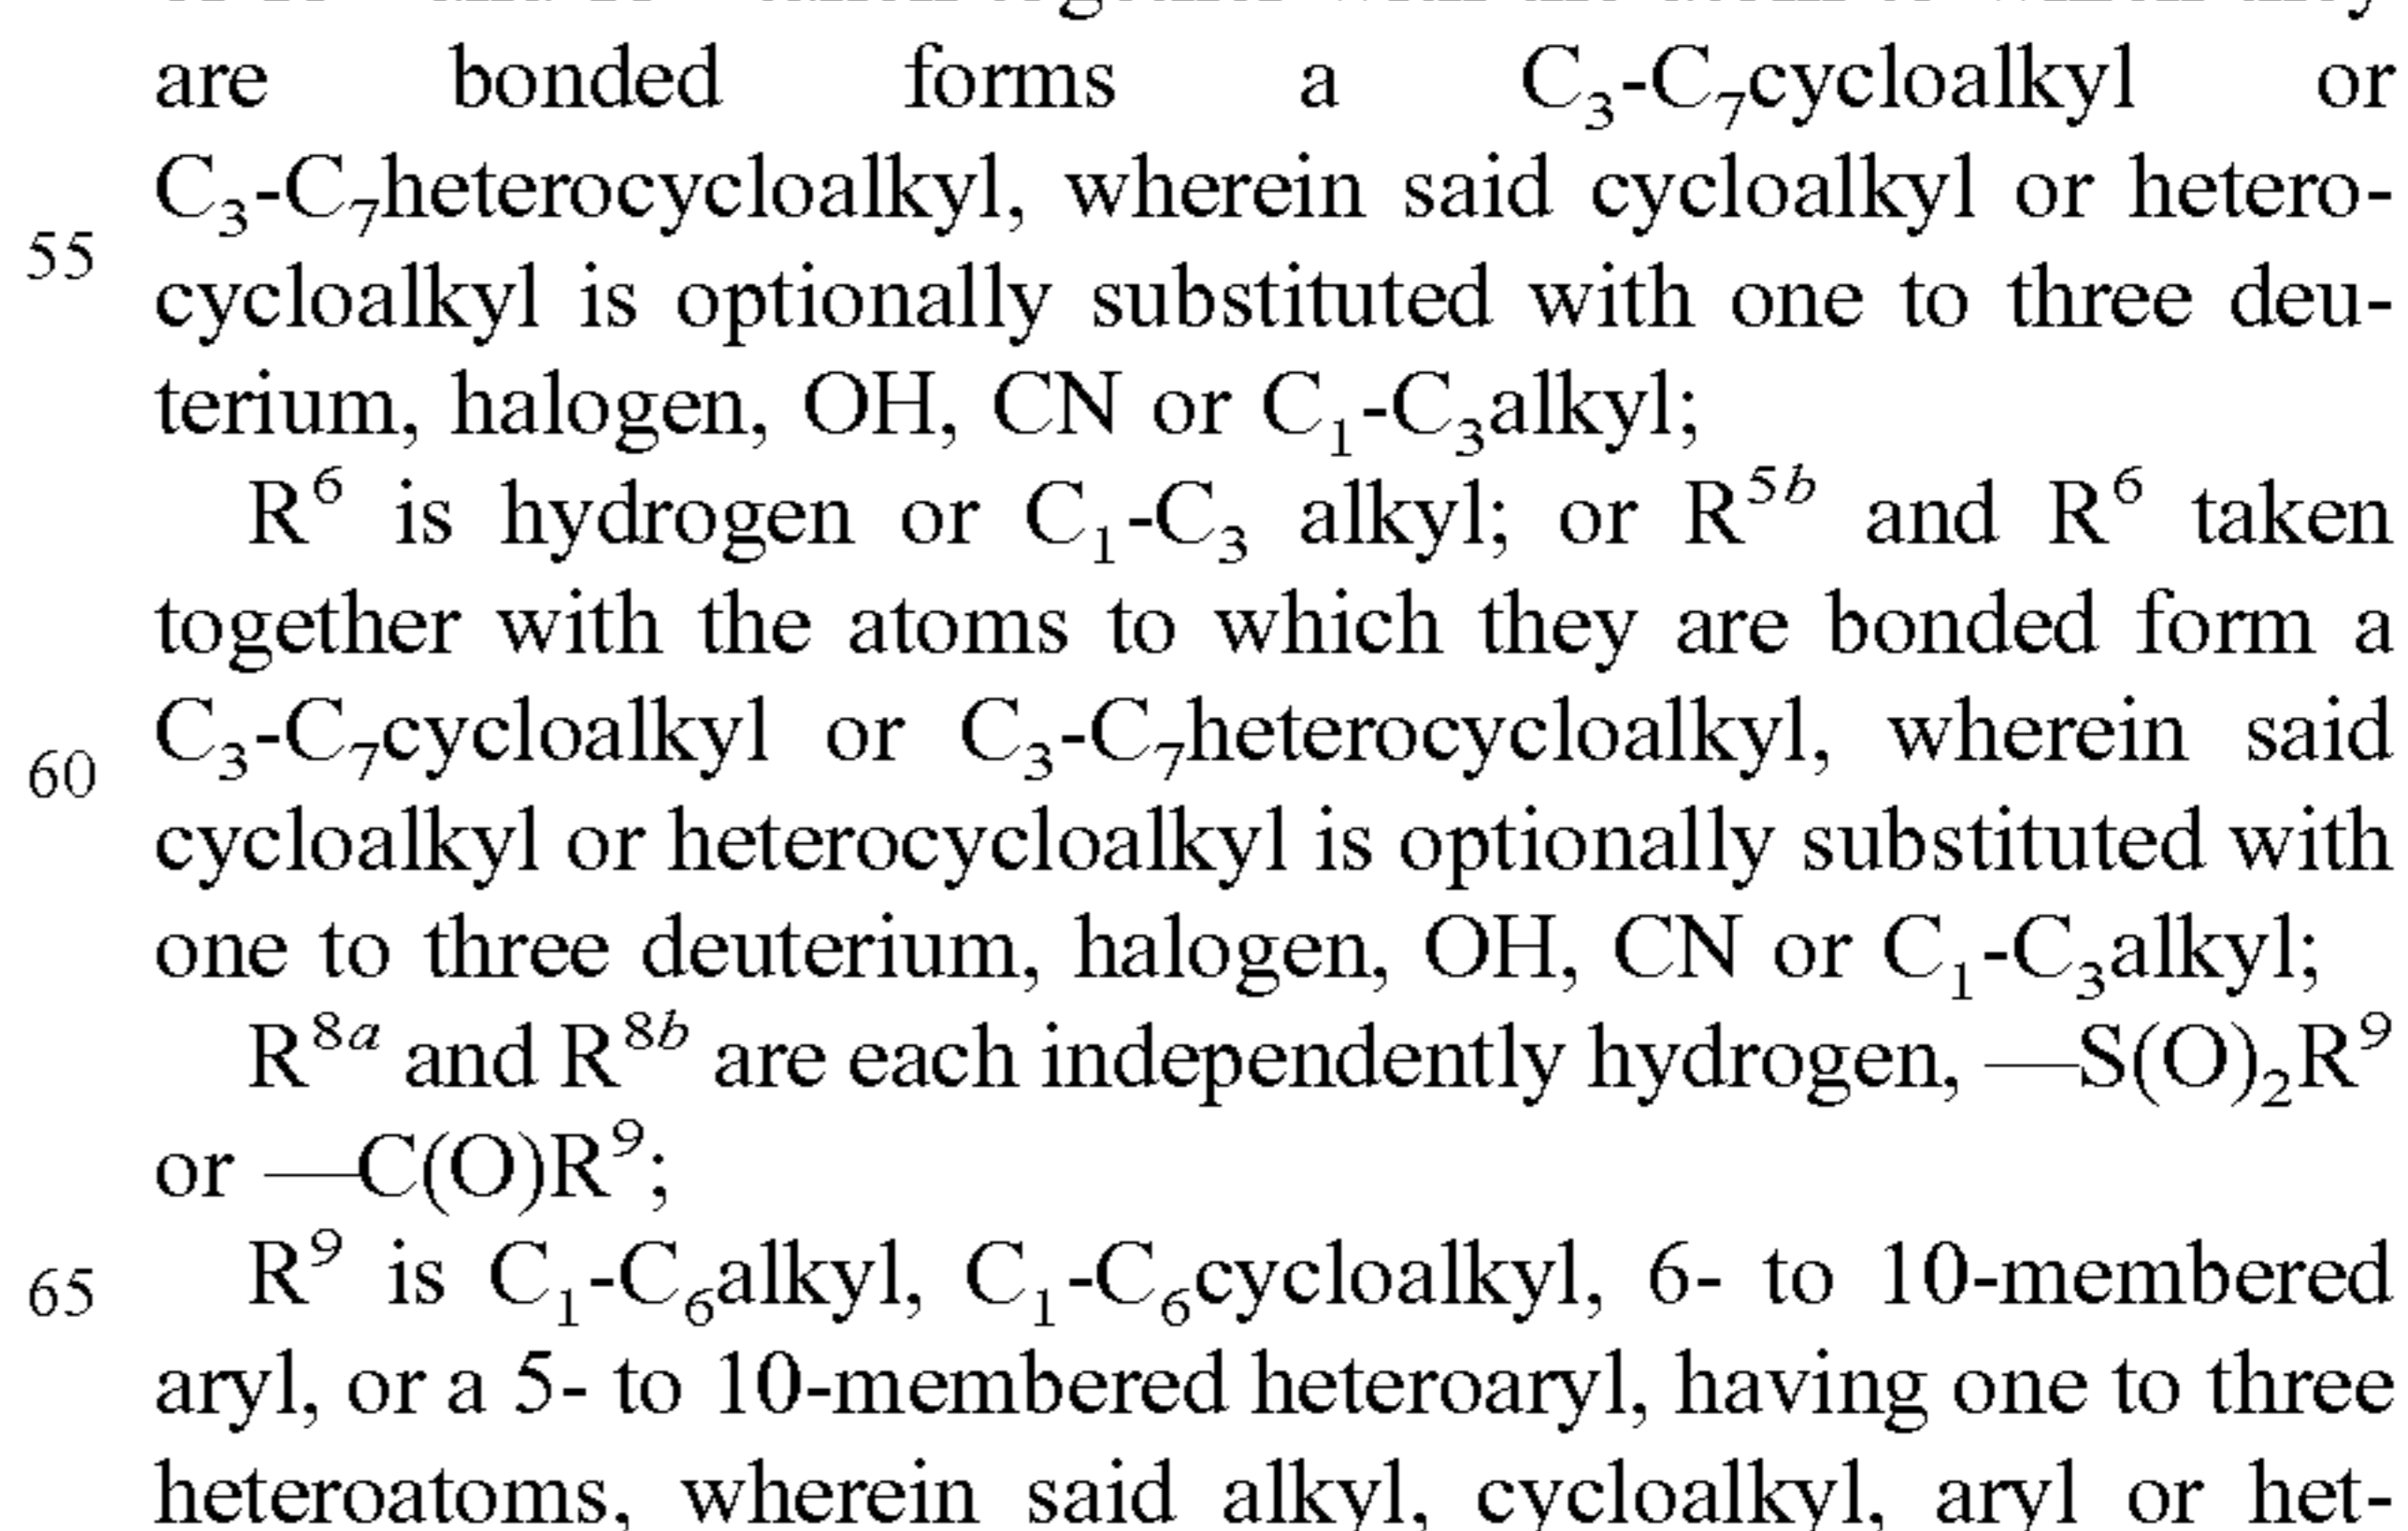 are bonded forms a C₃-C₇cycloalkyl or
C₃-C₇heterocycloalkyl, wherein said cycloalkyl or hetero-
55
cycloalkyl is optionally substituted with one to three deu-
terium, halogen, OH, CN or C₁-C₃alkyl;
R⁶ is hydrogen or C₁-C₃ alkyl; or R⁵ᵇ and R⁶ taken
together with the atoms to which they are bonded form a
C₃-C₇cycloalkyl or C₃-C₇heterocycloalkyl, wherein said
60
cycloalkyl or heterocycloalkyl is optionally substituted with
one to three deuterium, halogen, OH, CN or C₁-C₃alkyl;
R⁸ᵃ and R⁸ᵇ are each independently hydrogen, —S(O)₂R⁹
or —C(O)R⁹;
65 R⁹ is C₁-C₆alkyl, C₁-C₆cycloalkyl, 6- to 10-membered
aryl, or a 5- to 10-membered heteroaryl, having one to three
heteroatoms, wherein said alkyl, cycloalkyl, aryl or het-